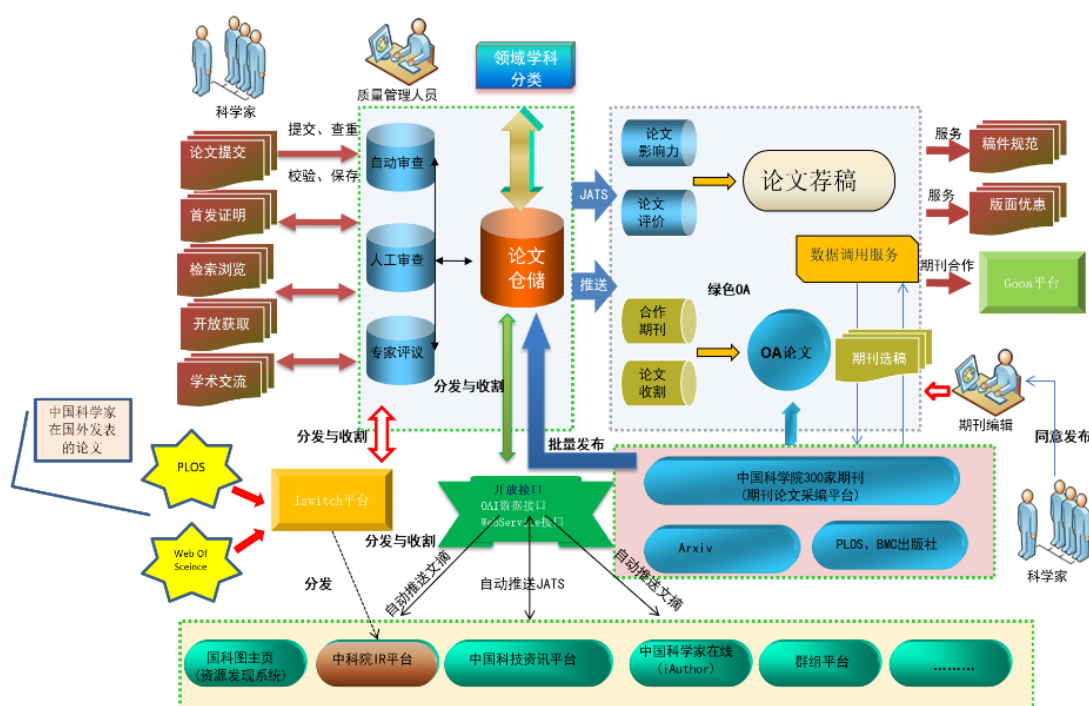 科学家
质量管理人员
领域学科
分类
论文提交
首发证明
检索浏览
开放获取
学术交流
提交、查重
校验、保存
自动审查
人工审查
专家评议
论文
仓储
JATS
推送
论文
影响力
论文
评价
论文荐稿
数据调用服务
绿色OA
合作
期刊
论文
收割
OA论文
期刊选稿
服务
稿件规范
服务
版面优惠
期刊合作
Gooa平台
期刊编辑
同意发布
科学家
中国科学家
在国外发表
的论文
PLOS
Web Of
Sceince
Iswitch平台
分发与收割
分发与收割
批量发布
开放接口
OAI数据接口
WebService接口
分发与收割
中国科学院300家期刊
(期刊论文采编平台)
Arxiv
PLOS、BMC出版社
分发
自动推送文摘
自动推送JATS
自动推送文摘
国科图主页
(资源发现系统)
中科院IR平台
中国科技资讯平台
中国科学家在线
(iAuthor)
群组平台
………